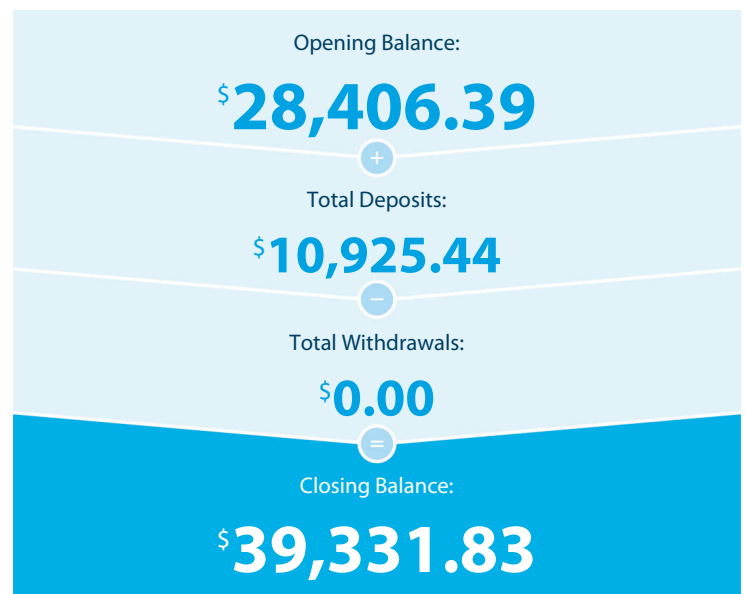 Opening Balance:
$28,406.39
+
Total Deposits:
$10,925.44
−
Total Withdrawals:
$0.00
=
Closing Balance:
$39,331.83